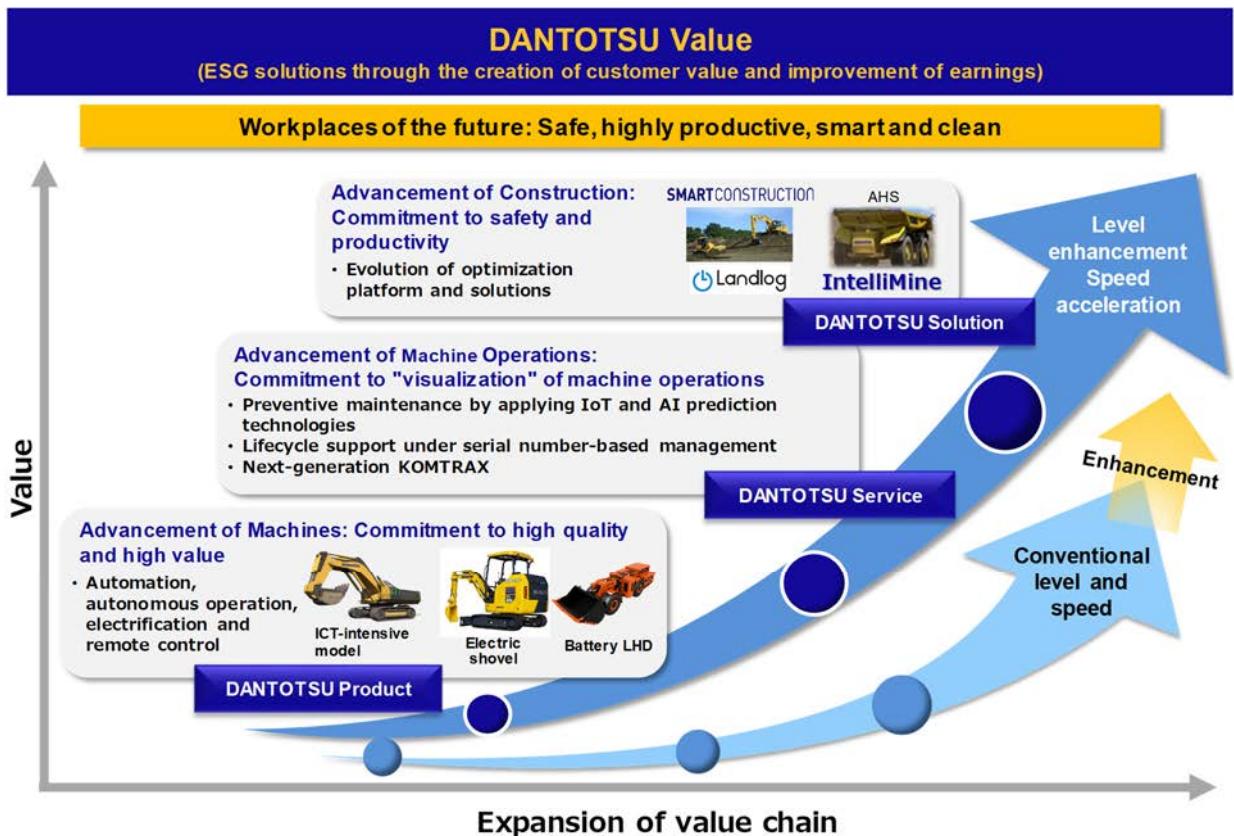 DANTOTSU Value
(ESG solutions through the creation of customer value and improvement of earnings)
Workplaces of the future: Safe, highly productive, smart and clean
Advancement of Construction:
Commitment to safety and
productivity
• Evolution of optimization
platform and solutions
SMARTCONSTRUCTION
Landlog
AHS
IntelliMine
DANTOTSU Solution
Level
enhancement
Speed
acceleration
Advancement of Machine Operations:
Commitment to "visualization" of machine operations
• Preventive maintenance by applying IoT and AI prediction
technologies
• Lifecycle support under serial number-based management
• Next-generation KOMTRAX
DANTOTSU Service
Enhancement
Advancement of Machines: Commitment to high quality
and high value
• Automation,
autonomous operation,
electrification and
remote control
ICT-intensive
model
Electric
shovel
Battery LHD
DANTOTSU Product
Conventional
level and
speed
Value
Expansion of value chain